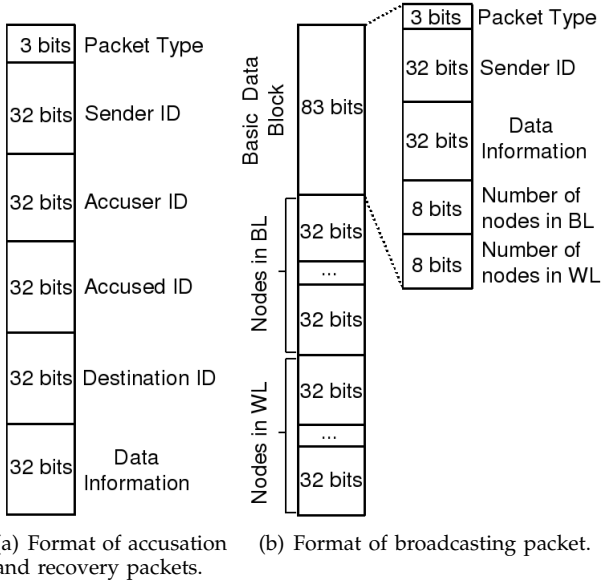 3 bits Packet Type
32 bits Sender ID
32 bits Accuser ID
32 bits Accused ID
32 bits Destination ID
32 bits Data
Information
Basic Data
Block
83 bits
Nodes in BL
32 bits
...
32 bits
Nodes in WL
32 bits
...
32 bits
3 bits Packet Type
32 bits Sender ID
32 bits Data
Information
8 bits Number of
nodes in BL
8 bits Number of
nodes in WL
a) Format of accusation
and recovery packets.
(b) Format of broadcasting packet.